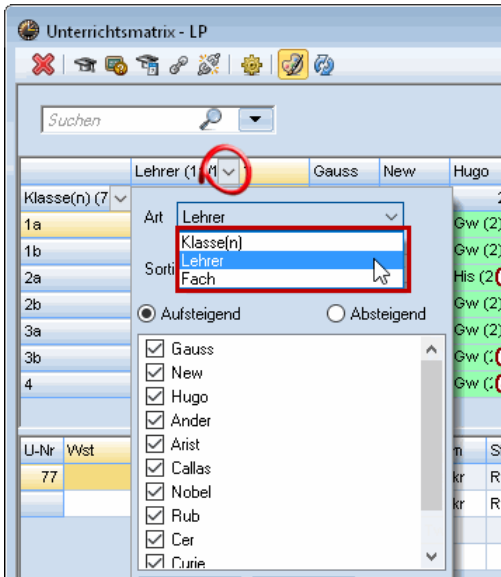 Unterrichtsmatrix - LP
Suchen
Lehrer (1 Gauss New Hugo
Klasse(n) (7
1a Gw (2)
1b Gw (2)
2a His (2
2b Gw (2)
3a Gw (2)
3b Gw (2
4 Gw (2
Art Lehrer
Klasse(n)
Lehrer
Fach
Sorti
Aufsteigend Absteigend
Gauss
New
Hugo
Ander
Arist
Callas
Nobel
Rub
Cer
Curie
U-Nr Wst
77 kr R
kr R